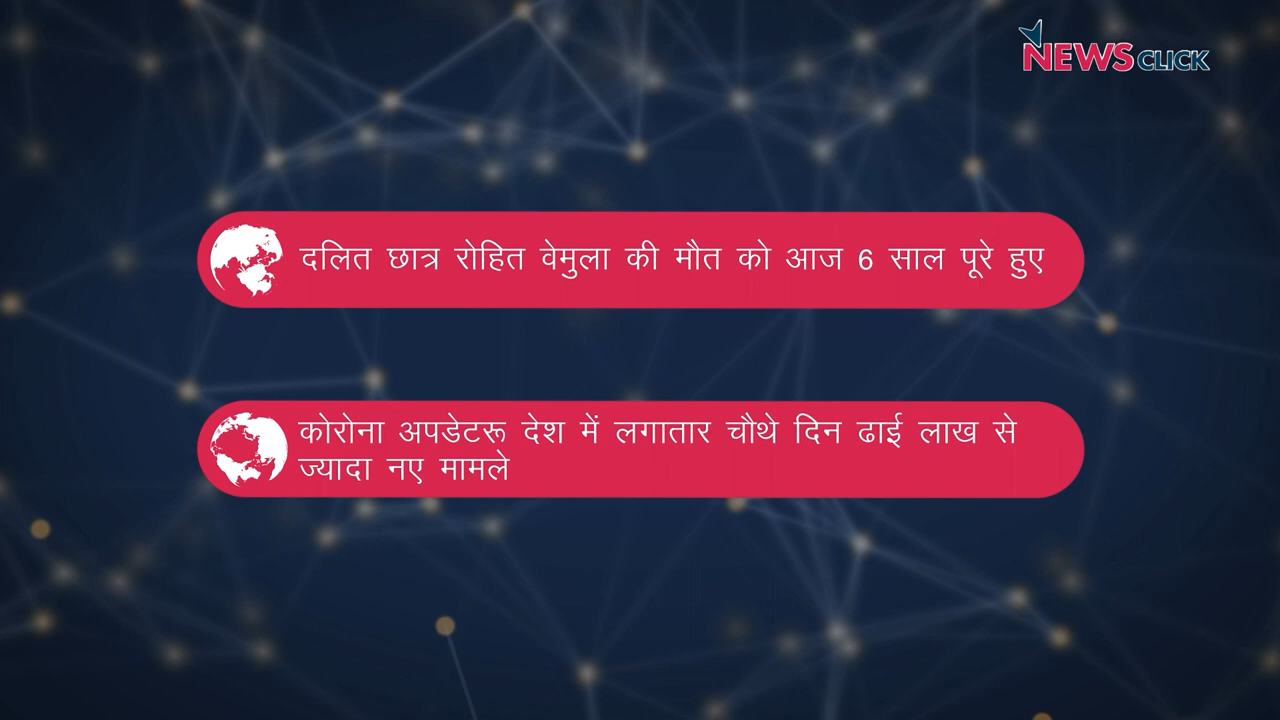 NEWSCLICK
दलित छात्र रोहित वेमुला की मौत को आज 6 साल पूरे हुए
कोरोना अपडेटरू देश में लगातार चौथे दिन ढाई लाख से
ज्यादा नए मामले